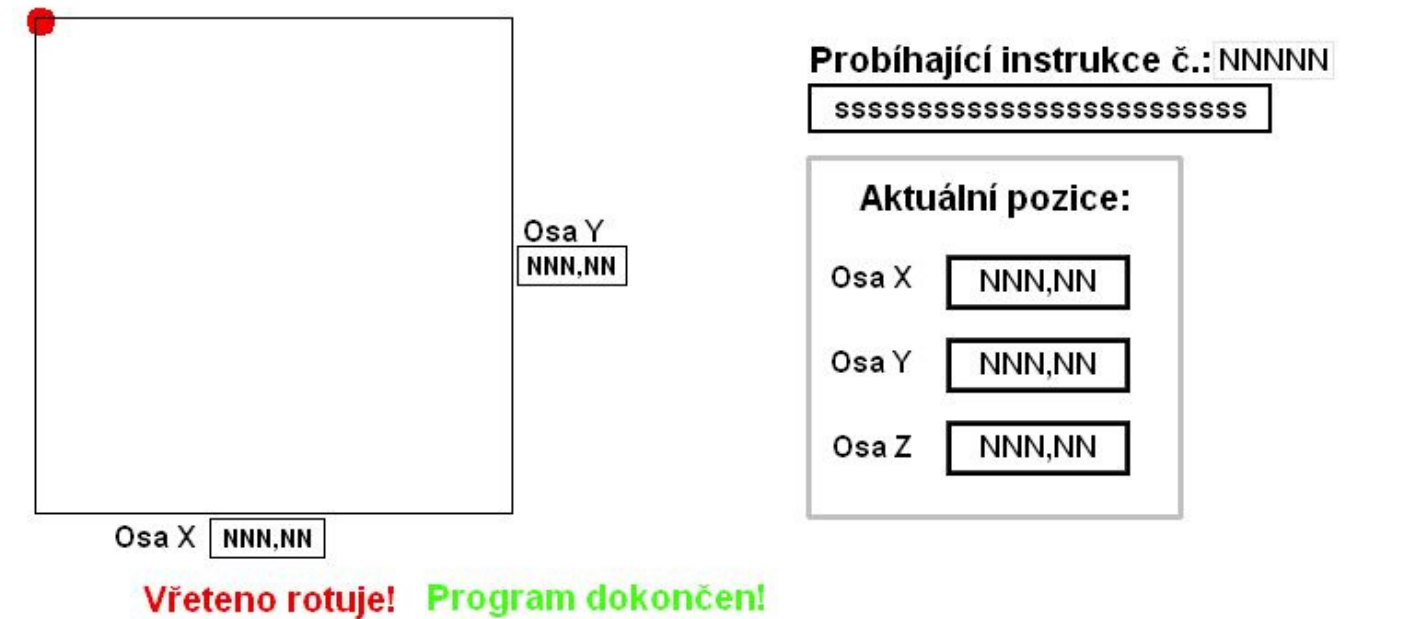 Probíhající instrukce č.: NNNNN
sssssssssssssssssssssssss
Aktuální pozice:
Osa X NNN,NN
Osa Y NNN,NN
Osa Z NNN,NN
Osa Y
NNN,NN
Osa X NNN,NN
Vřeteno rotuje! Program dokončen!